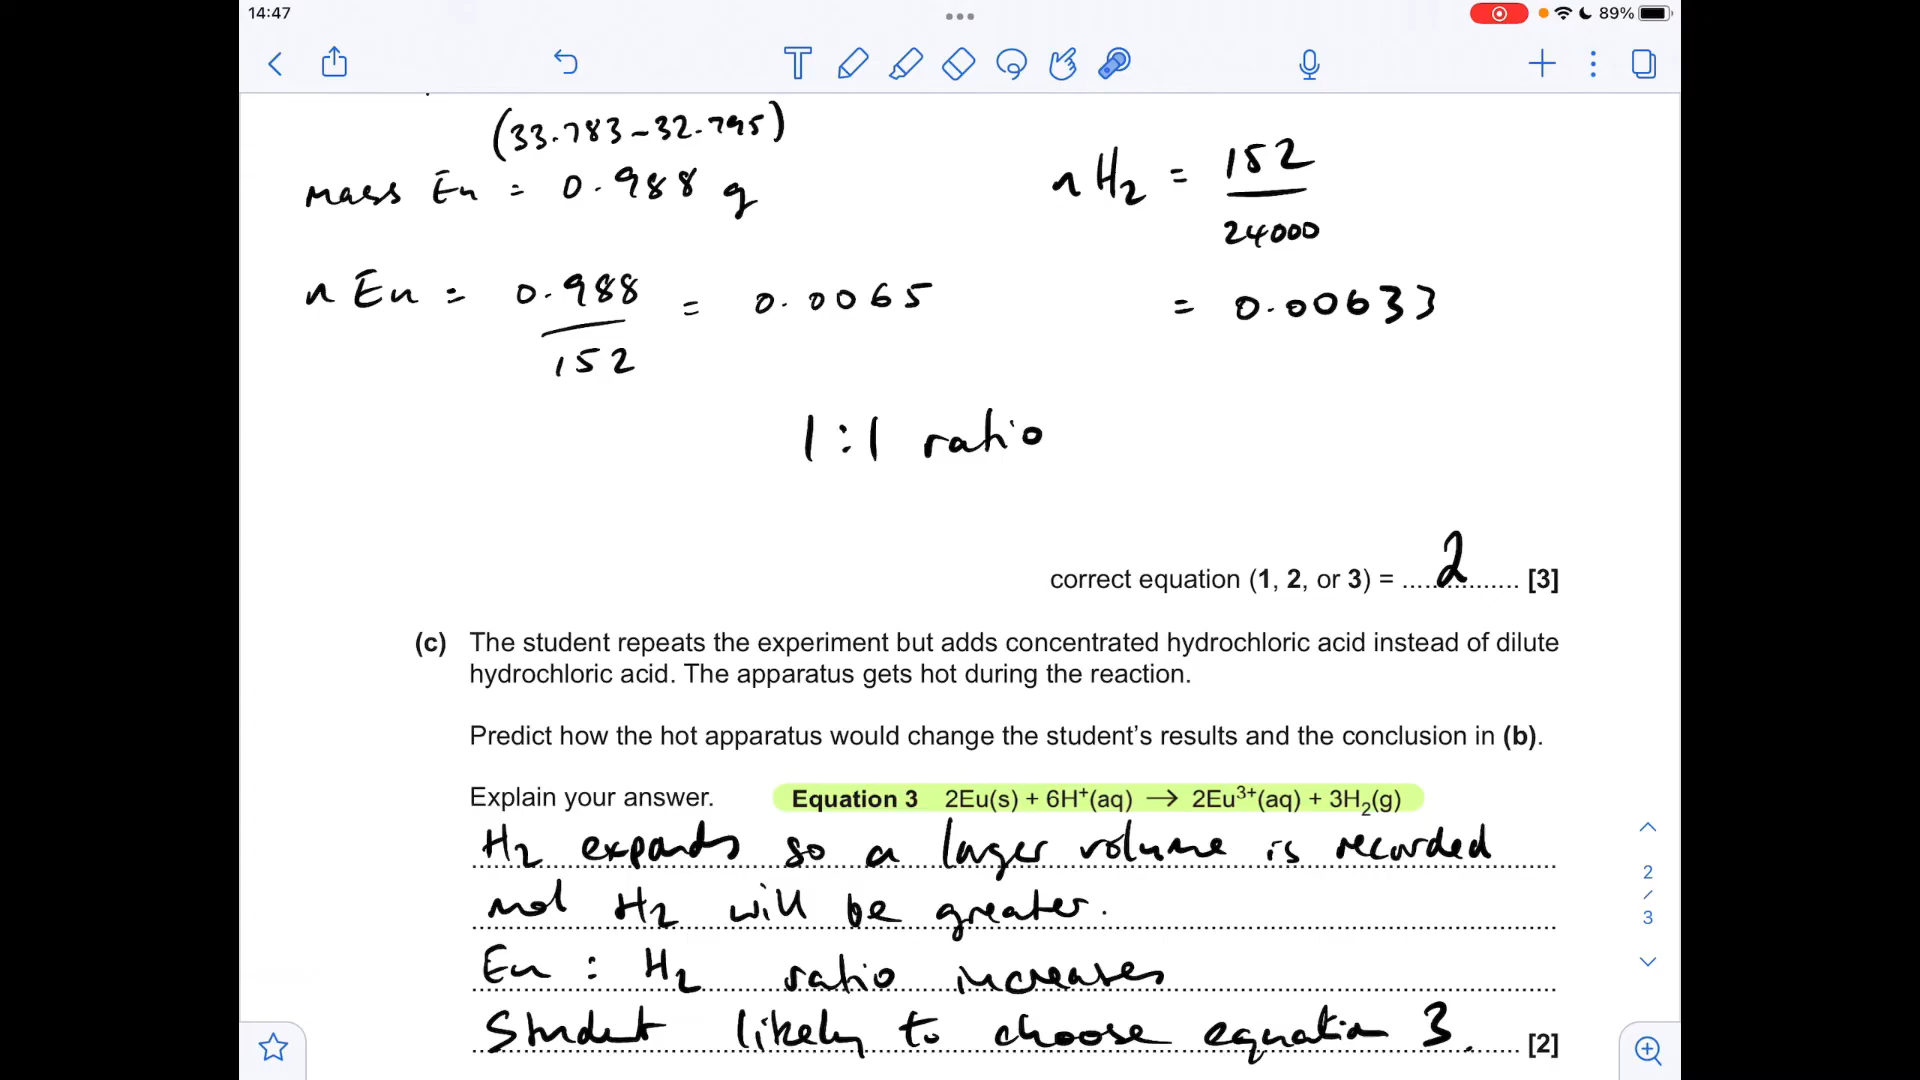 14:47
89%
(33.783-32.795)
mass Eu = 0.988 g
n H2 = 152
24000
n Eu = 0.988 = 0.0065
152
= 0.00633
1:1 ratio
correct equation (1, 2, or 3) = ....2.... [3]
(c) The student repeats the experiment but adds concentrated hydrochloric acid instead of dilute
hydrochloric acid. The apparatus gets hot during the reaction.
Predict how the hot apparatus would change the student's results and the conclusion in (b).
Explain your answer. Equation 3 2Eu(s) + 6H⁺(aq) → 2Eu³⁺(aq) + 3H₂(g)
H2 expands so a larger volume is recorded
mol H2 will be greater.
Eu : H2 ratio increases
Student likely to choose equation 3. [2]
2
/
3